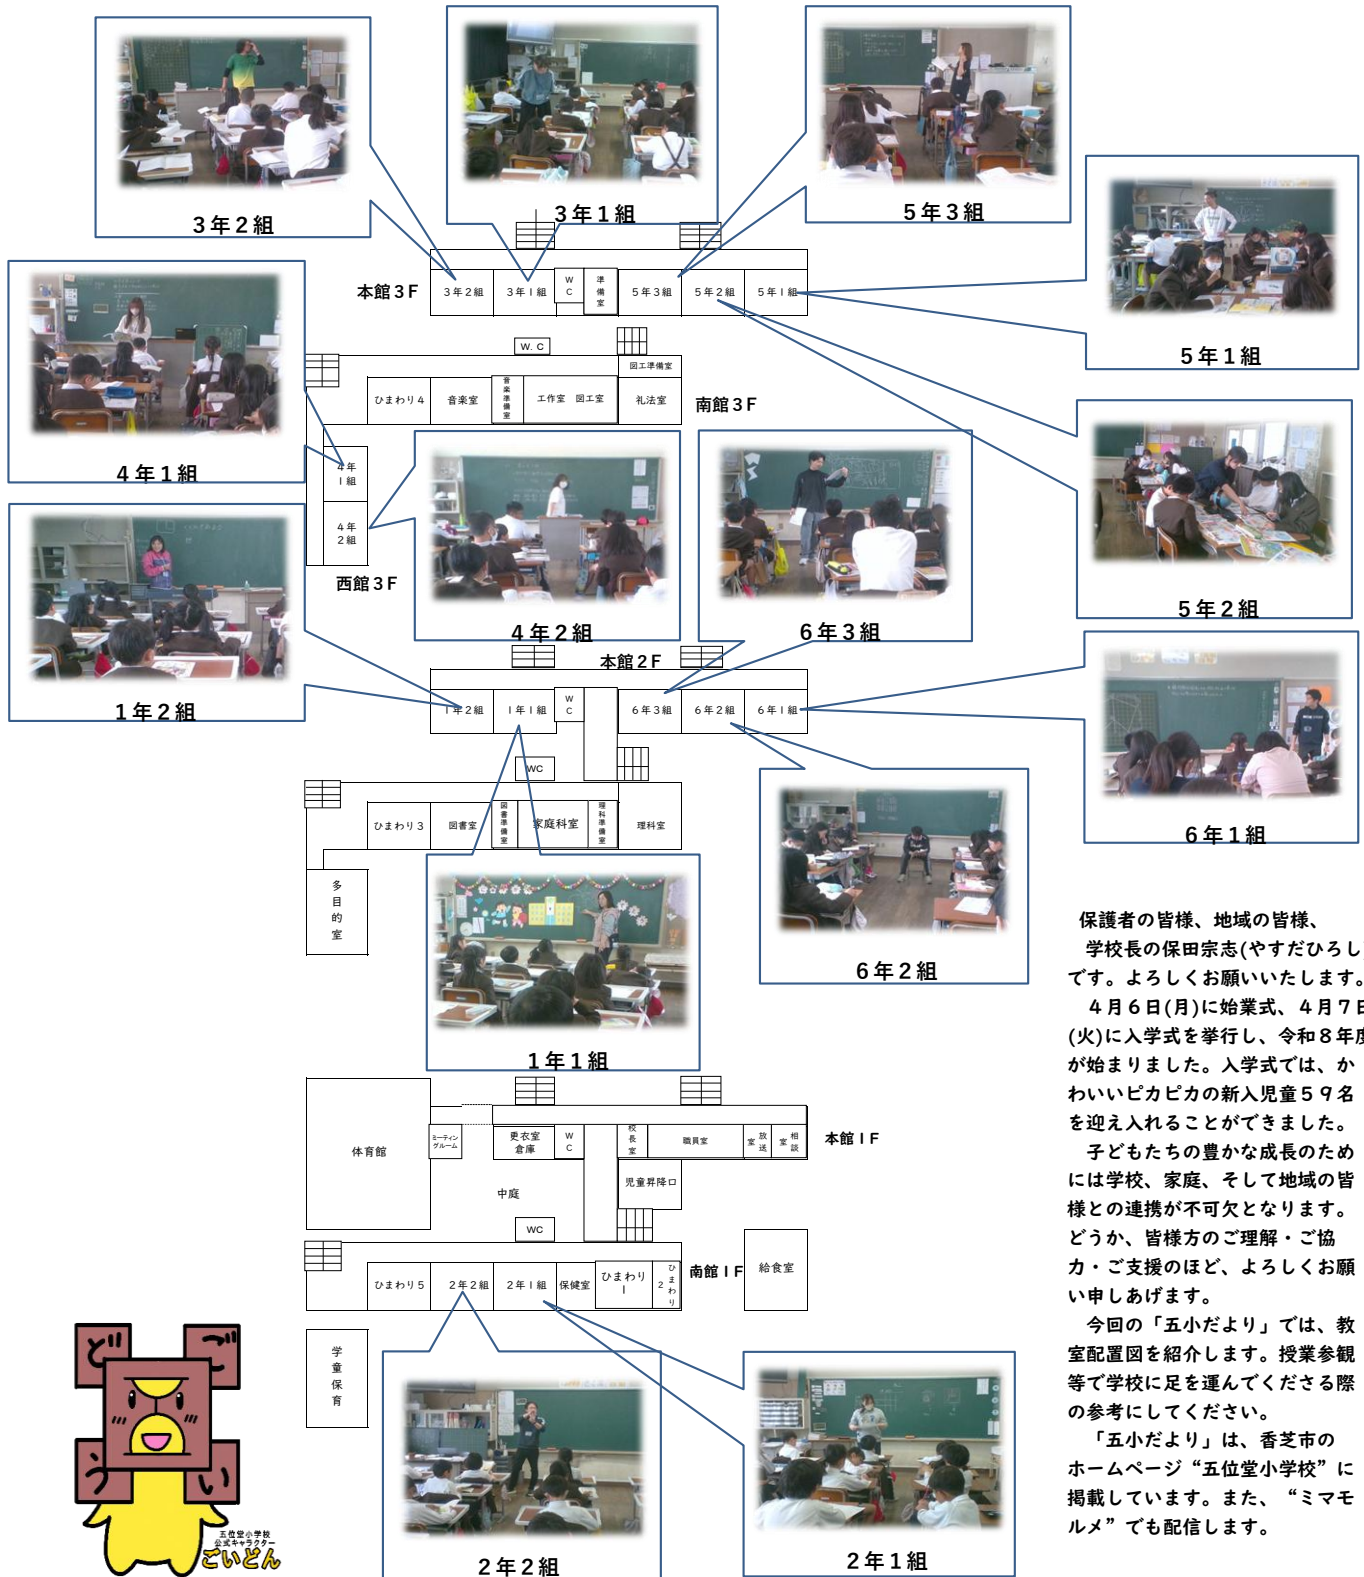 3年2組
3年1組
5年3組
5年1組
本館3F
3年2組
3年1組
WC
準備室
5年3組
5年2組
5年1組
W.C
図工準備室
ひまわり4
音楽室
音楽準備室
工作室 図工室
礼法室
南館3F
4年1組
4年1組
4年2組
西館3F
5年2組
4年2組
6年3組
1年2組
本館2F
1年2組
1年1組
WC
6年3組
6年2組
6年1組
WC
ひまわり3
図書室
図書準備室
家庭科室
理科準備室
理科室
多目的室
6年1組
6年2組
1年1組
体育館
ミーティングルーム
更衣室
倉庫
WC
校長室
職員室
放送室
相談室
本館1F
中庭
児童昇降口
WC
ひまわり5
2年2組
2年1組
保健室
ひまわり1
ひまわり2
南館1F
給食室
学童保育
2年2組
2年1組
ご
い
ど
う
五位堂小学校
公式キャラクター
ごいどん
保護者の皆様、地域の皆様、
学校長の保田宗志(やすだひろし)
です。よろしくお願いいたします。
4月6日(月)に始業式、4月7日
(火)に入学式を挙行し、令和8年度
が始まりました。入学式では、か
わいいピカピカの新入児童59名
を迎え入れることができました。
子どもたちの豊かな成長のため
には学校、家庭、そして地域の皆
様との連携が不可欠となります。
どうか、皆様方のご理解・ご協
力・ご支援のほど、よろしくお願
い申しあげます。
今回の「五小だより」では、教
室配置図を紹介します。授業参観
等で学校に足を運んでくださる際
の参考にしてください。
「五小だより」は、香芝市の
ホームページ“五位堂小学校”に
掲載しています。また、“ミマモ
ルメ”でも配信します。